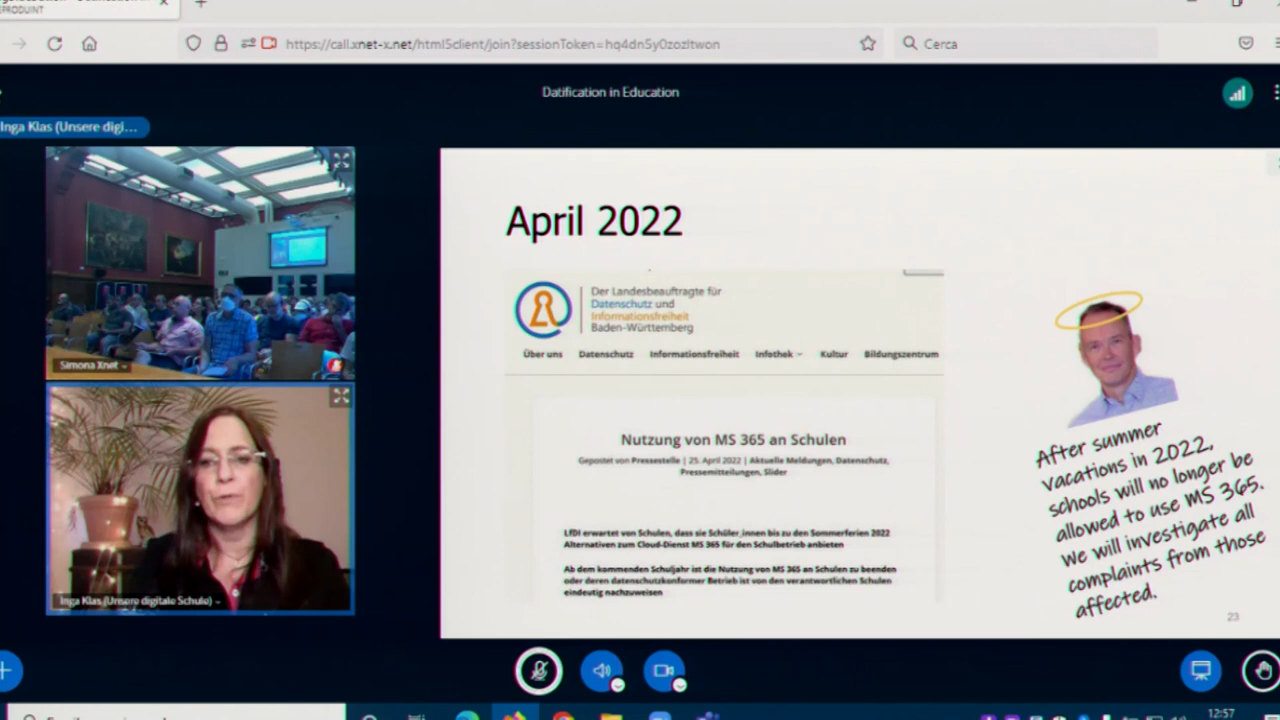 PRODUINT
https://call.xnet-x.net/html5client/join?sessionToken=hq4dn5y0zozltwon
Cerca
Datification in Education
Inga Klas (Unsere digi...
Simona Xnet
Inga Klas (Unsere digitale Schule)
April 2022
Der Landesbeauftragte für
Datenschutz und
Informationsfreiheit
Baden-Württemberg
Über uns Datenschutz Informationsfreiheit Infothek Kultur Bildungszentrum
Nutzung von MS 365 an Schulen
Gepostet von Pressestelle | 25. April 2022 | Aktuelle Meldungen, Datenschutz,
Pressemitteilungen, Slider
LfDI erwartet von Schulen, dass sie Schüler_innen bis zu den Sommerferien 2022
Alternativen zum Cloud-Dienst MS 365 für den Schulbetrieb anbieten
Ab dem kommenden Schuljahr ist die Nutzung von MS 365 an Schulen zu beenden
oder deren datenschutzkonformer Betrieb ist von den verantwortlichen Schulen
eindeutig nachzuweisen
After summer
vacations in 2022,
schools will no longer be
allowed to use MS 365.
We will investigate all
complaints from those
affected.
23
12:57